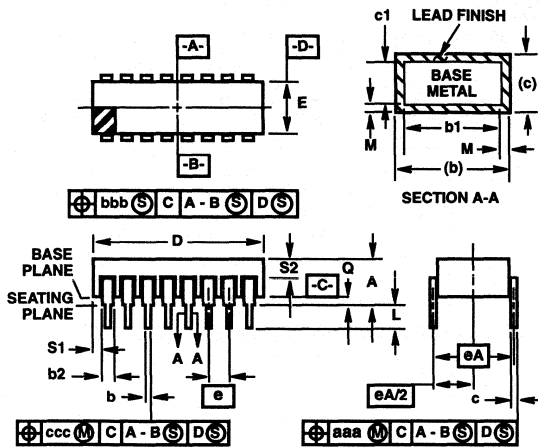 c1
LEAD FINISH
-A-
-D-
BASE
METAL
(c)
E
M
b1
M
-B-
(b)
bbb Ⓢ C A - B Ⓢ D Ⓢ
SECTION A-A
D
BASE
PLANE
S2
Q
A
-C-
SEATING
PLANE
L
S1
A A
eA
b2
b
e
eA/2
c
ccc Ⓜ C A - B Ⓢ D Ⓢ
aaa Ⓜ C A - B Ⓢ D Ⓢ